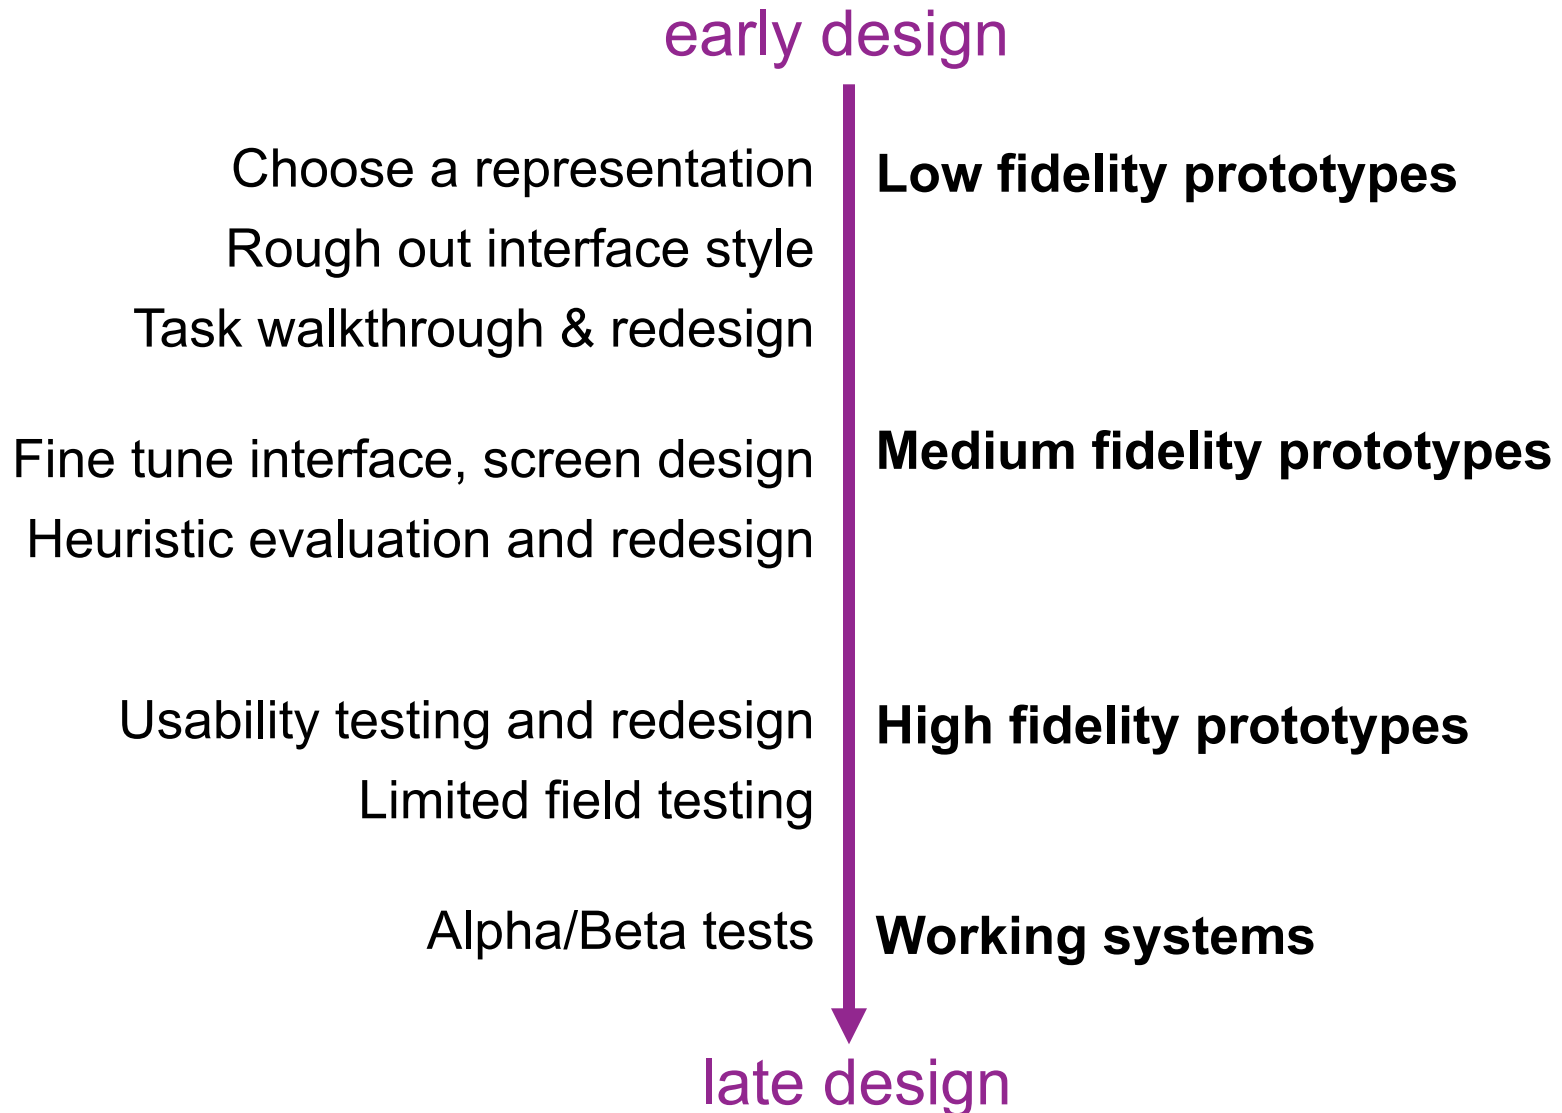 early design
Choose a representation
Low fidelity prototypes
Rough out interface style
Task walkthrough & redesign
Fine tune interface, screen design
Medium fidelity prototypes
Heuristic evaluation and redesign
Usability testing and redesign
High fidelity prototypes
Limited field testing
Alpha/Beta tests
Working systems
late design